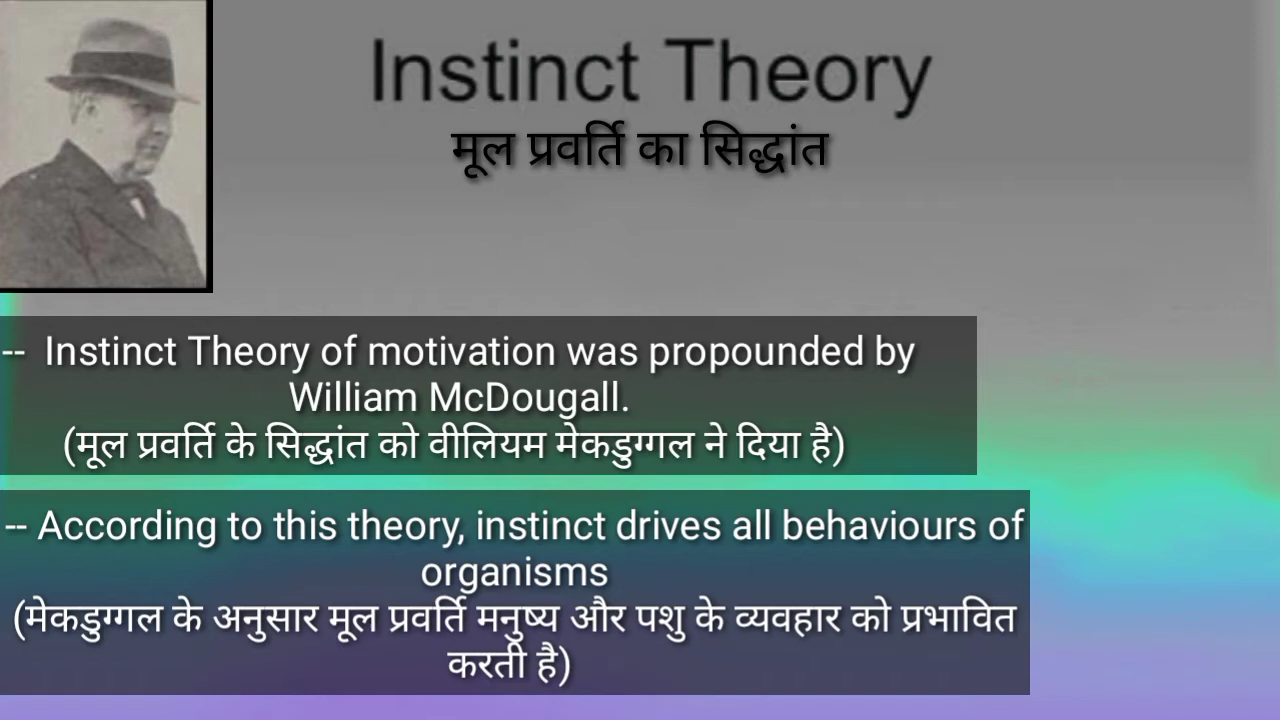 Instinct Theory
मूल प्रवर्ति का सिद्धांत
-- Instinct Theory of motivation was propounded by
William McDougall.
(मूल प्रवर्ति के सिद्धांत को वीलियम मेकडुग्गल ने दिया है)
-- According to this theory, instinct drives all behaviours of
organisms
(मेकडुग्गल के अनुसार मूल प्रवर्ति मनुष्य और पशु के व्यवहार को प्रभावित
करती है)